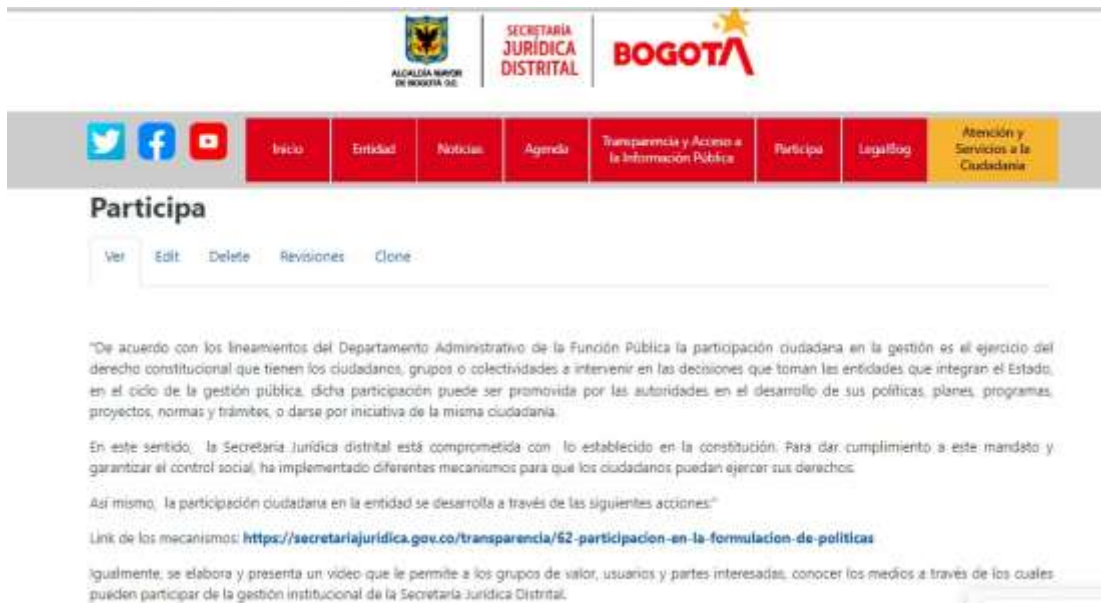 ALCALDÍA MAYOR
DE BOGOTÁ D.C.
SECRETARÍA
JURÍDICA
DISTRITAL
BOGOTÁ
Inicio
Entidad
Noticias
Agenda
Transparencia y Acceso a
la Información Pública
Participa
LegalBog
Atención y
Servicios a la
Ciudadanía
Participa
Ver Edit Delete Revisiones Clone
"De acuerdo con los lineamientos del Departamento Administrativo de la Función Pública la participación ciudadana en la gestión es el ejercicio del
derecho constitucional que tienen los ciudadanos, grupos o colectividades a intervenir en las decisiones que toman las entidades que integran el Estado,
en el ciclo de la gestión pública, dicha participación puede ser promovida por las autoridades en el desarrollo de sus políticas, planes, programas,
proyectos, normas y trámites, o darse por iniciativa de la misma ciudadanía.
En este sentido, la Secretaria Jurídica distrital está comprometida con lo establecido en la constitución. Para dar cumplimiento a este mandato y
garantizar el control social, ha implementado diferentes mecanismos para que los ciudadanos puedan ejercer sus derechos.
Así mismo, la participación ciudadana en la entidad se desarrolla a través de las siguientes acciones:"
Link de los mecanismos: https://secretariajuridica.gov.co/transparencia/62-participacion-en-la-formulacion-de-politicas
Igualmente, se elabora y presenta un video que le permite a los grupos de valor, usuarios y partes interesadas, conocer los medios a través de los cuales
pueden participar de la gestión institucional de la Secretaría Jurídica Distrital.